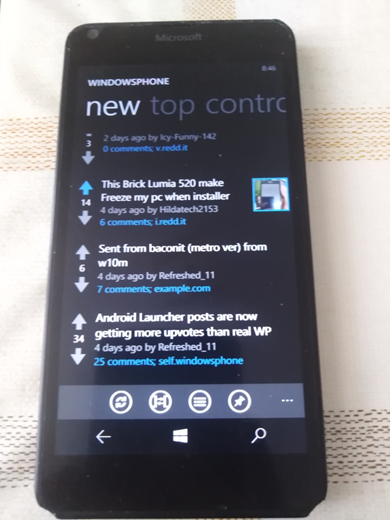 Microsoft
8:46
WINDOWSPHONE
new top contro
3
2 days ago by Icy-Funny-142
0 comments; v.redd.it
This Brick Lumia 520 make
14
Freeze my pc when installer
4 days ago by Hildatech2153
6 comments; i.redd.it
Sent from baconit (metro ver) from
6
w10m
4 days ago by Refreshed_11
7 comments; example.com
Android Launcher posts are now
34
getting more upvotes than real WP
4 days ago by Refreshed_11
25 comments; self.windowsphone